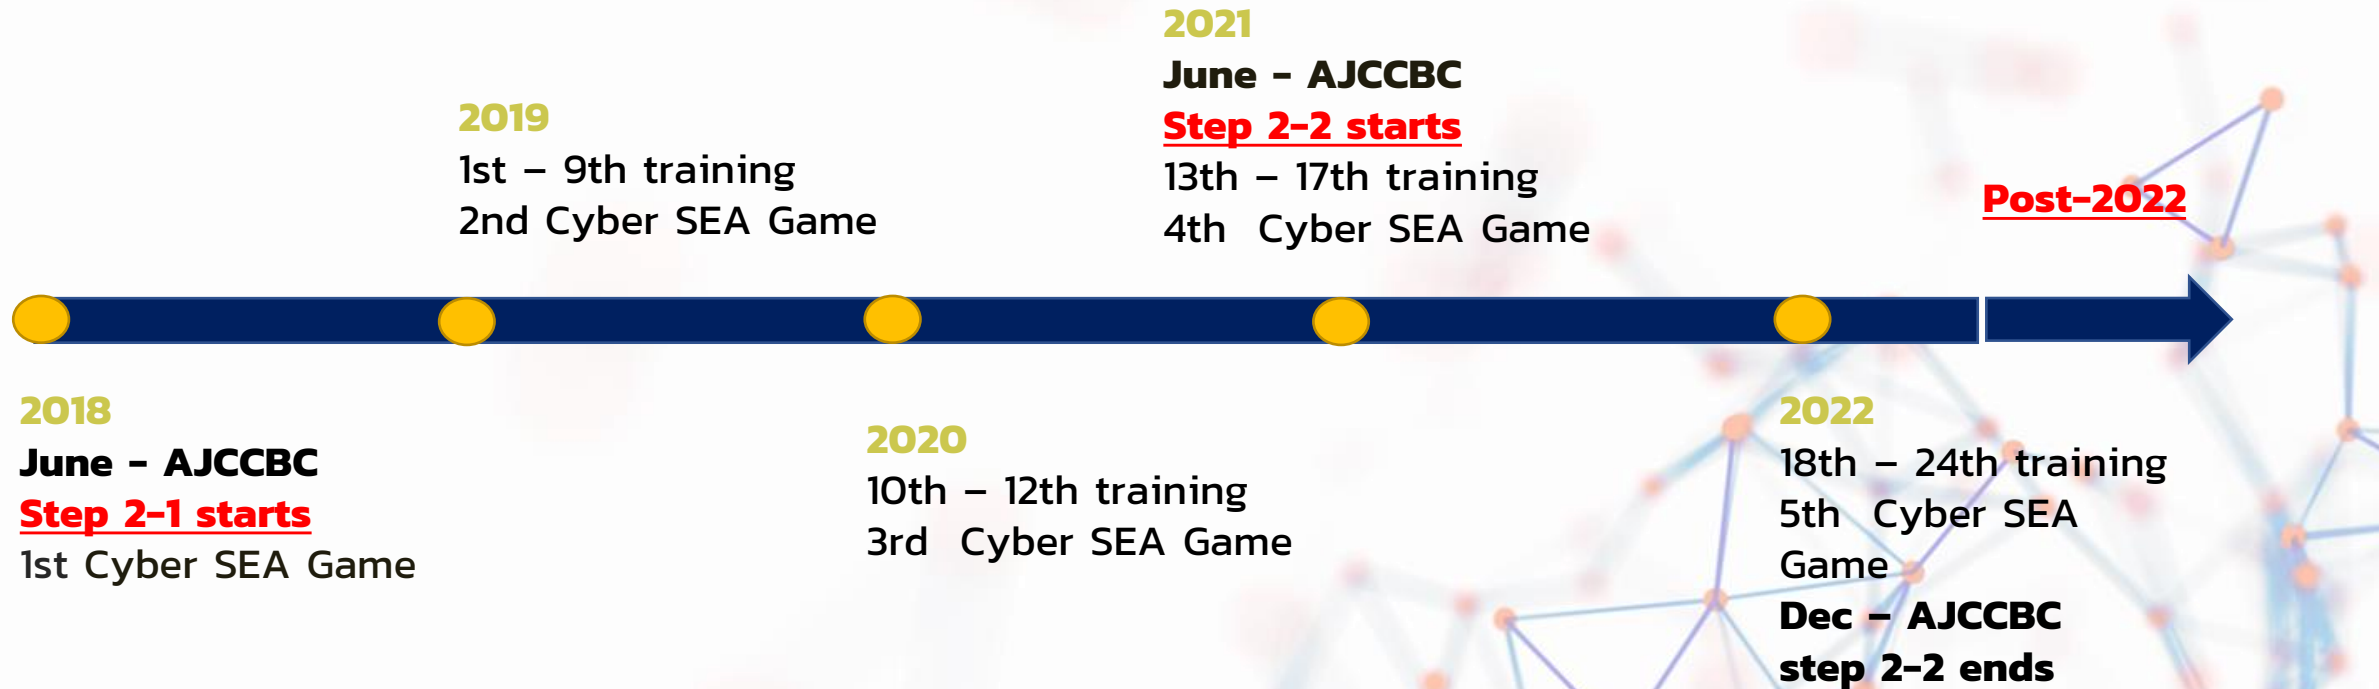 2018
June - AJCCBC
Step 2-1 starts
1st Cyber SEA Game
2019
1st – 9th training
2nd Cyber SEA Game
2020
10th – 12th training
3rd  Cyber SEA Game
2021
June - AJCCBC
Step 2-2 starts
13th – 17th training
4th  Cyber SEA Game
2022
18th – 24th training
5th  Cyber SEA
Game
Dec – AJCCBC
step 2-2 ends
Post-2022